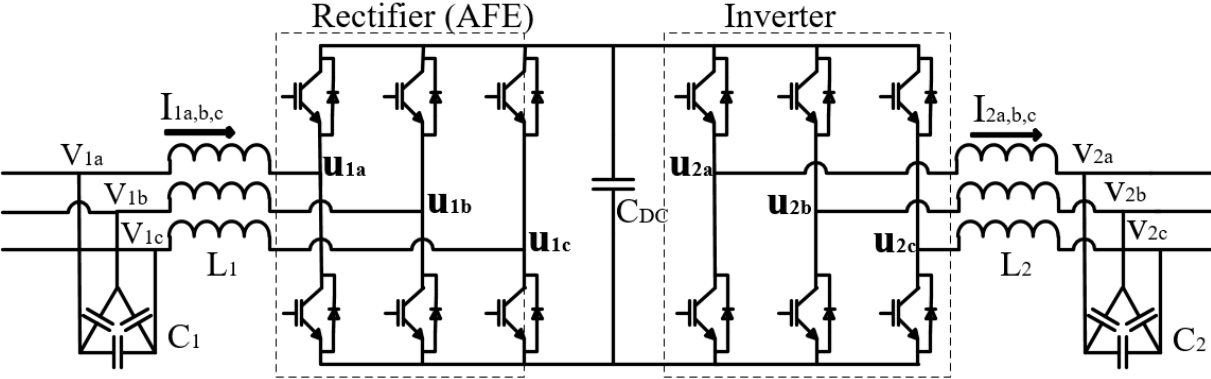 Rectifier (AFE)
Inverter
I1a,b,c
I2a,b,c
V1a
u1a
u2a
V2a
V1b
u1b
CDC
u2b
V2b
V1c
u1c
u2c
V2c
L1
L2
C1
C2